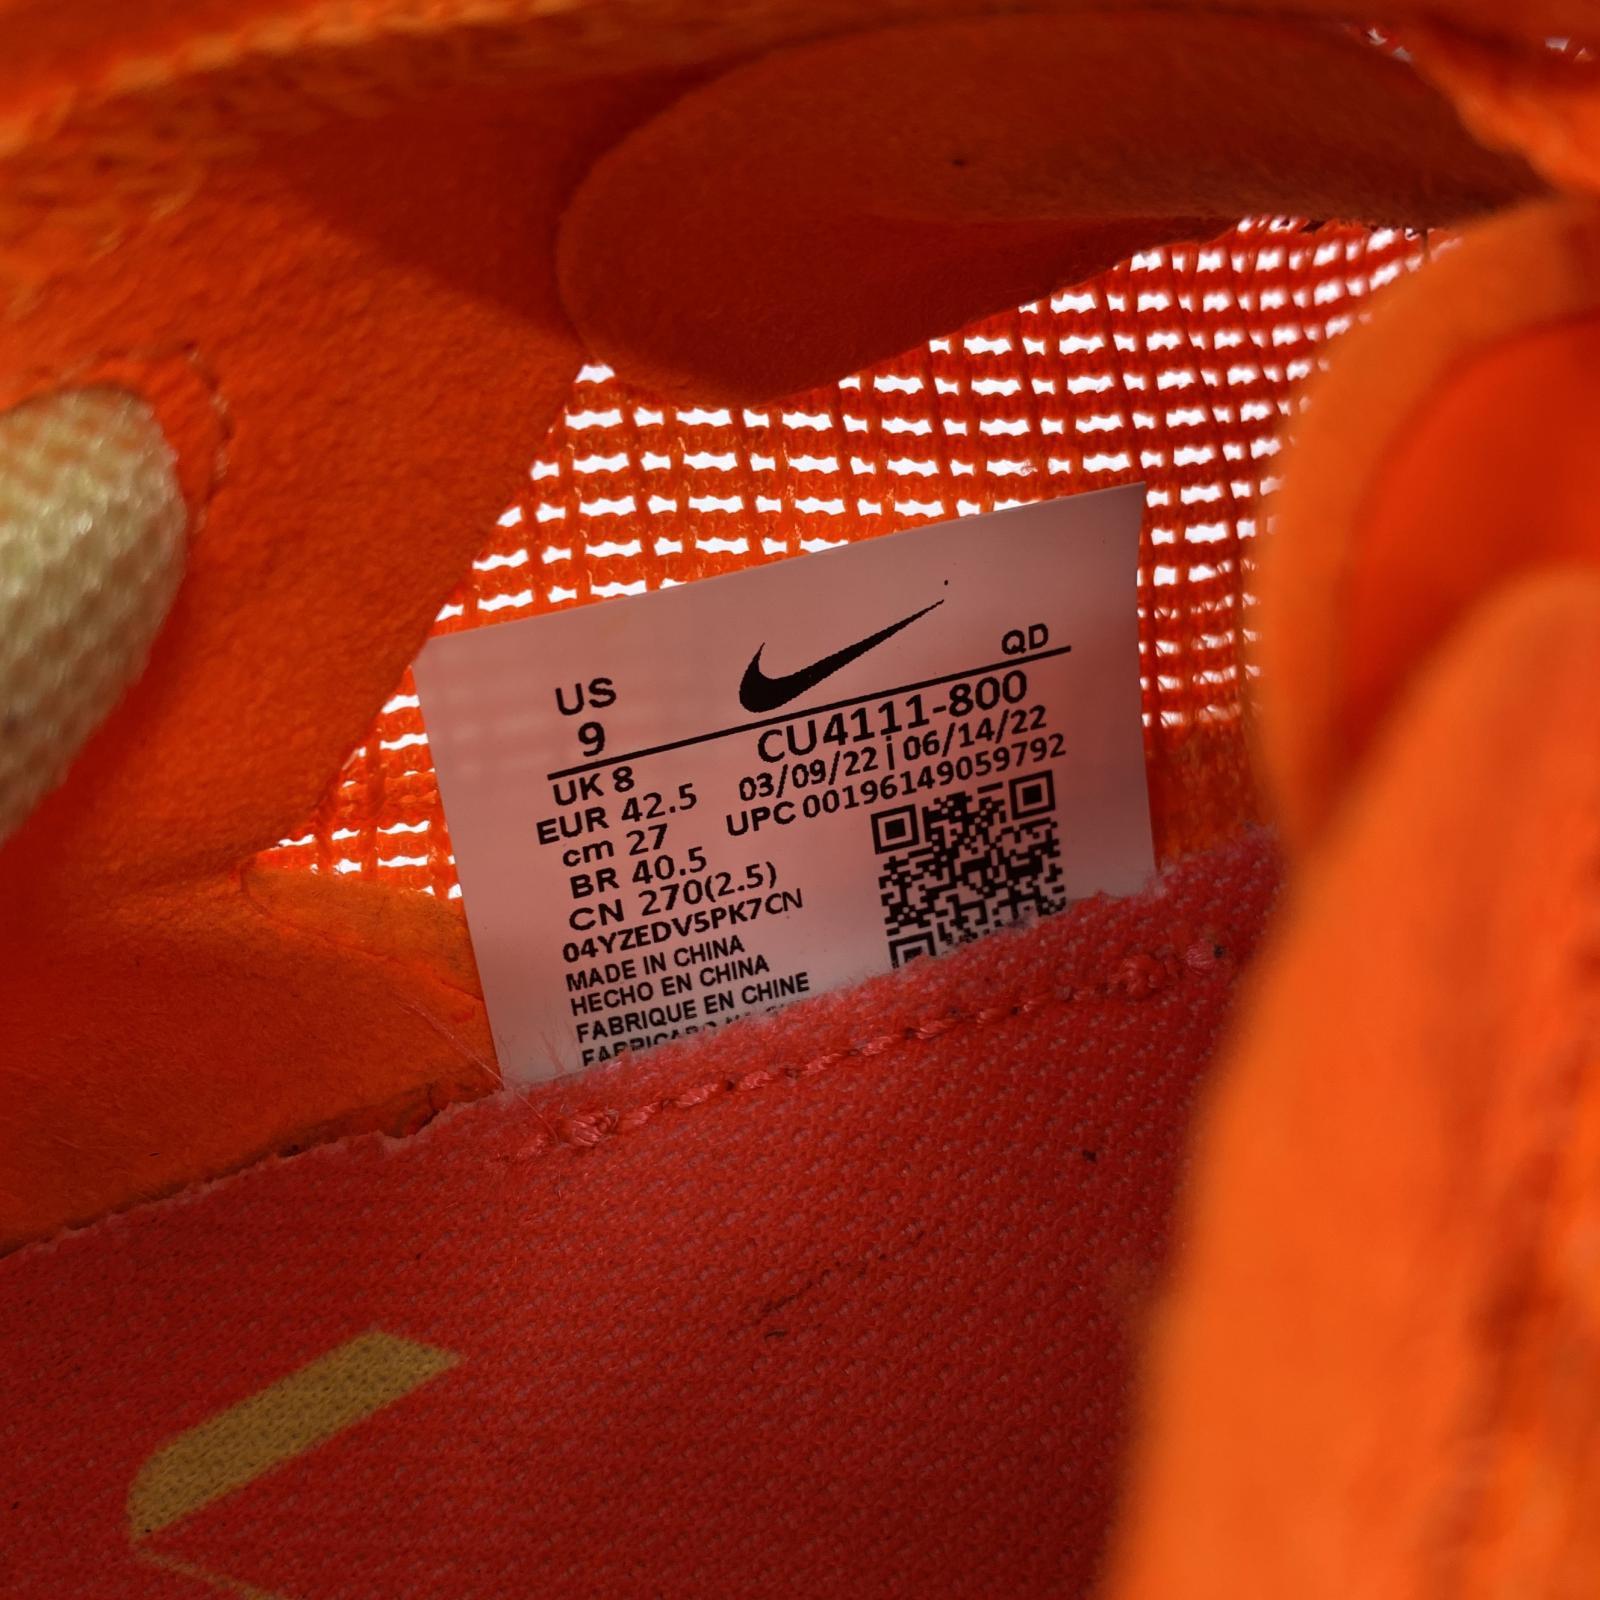 US
9
QD
CU4111-800
03/09/22 | 06/14/22
UPC 00196149059792
UK 8
EUR 42.5
cm 27
BR 40.5
CN 270(2.5)
04YZEDV5PK7CN
MADE IN CHINA
HECHO EN CHINA
FABRIQUE EN CHINE